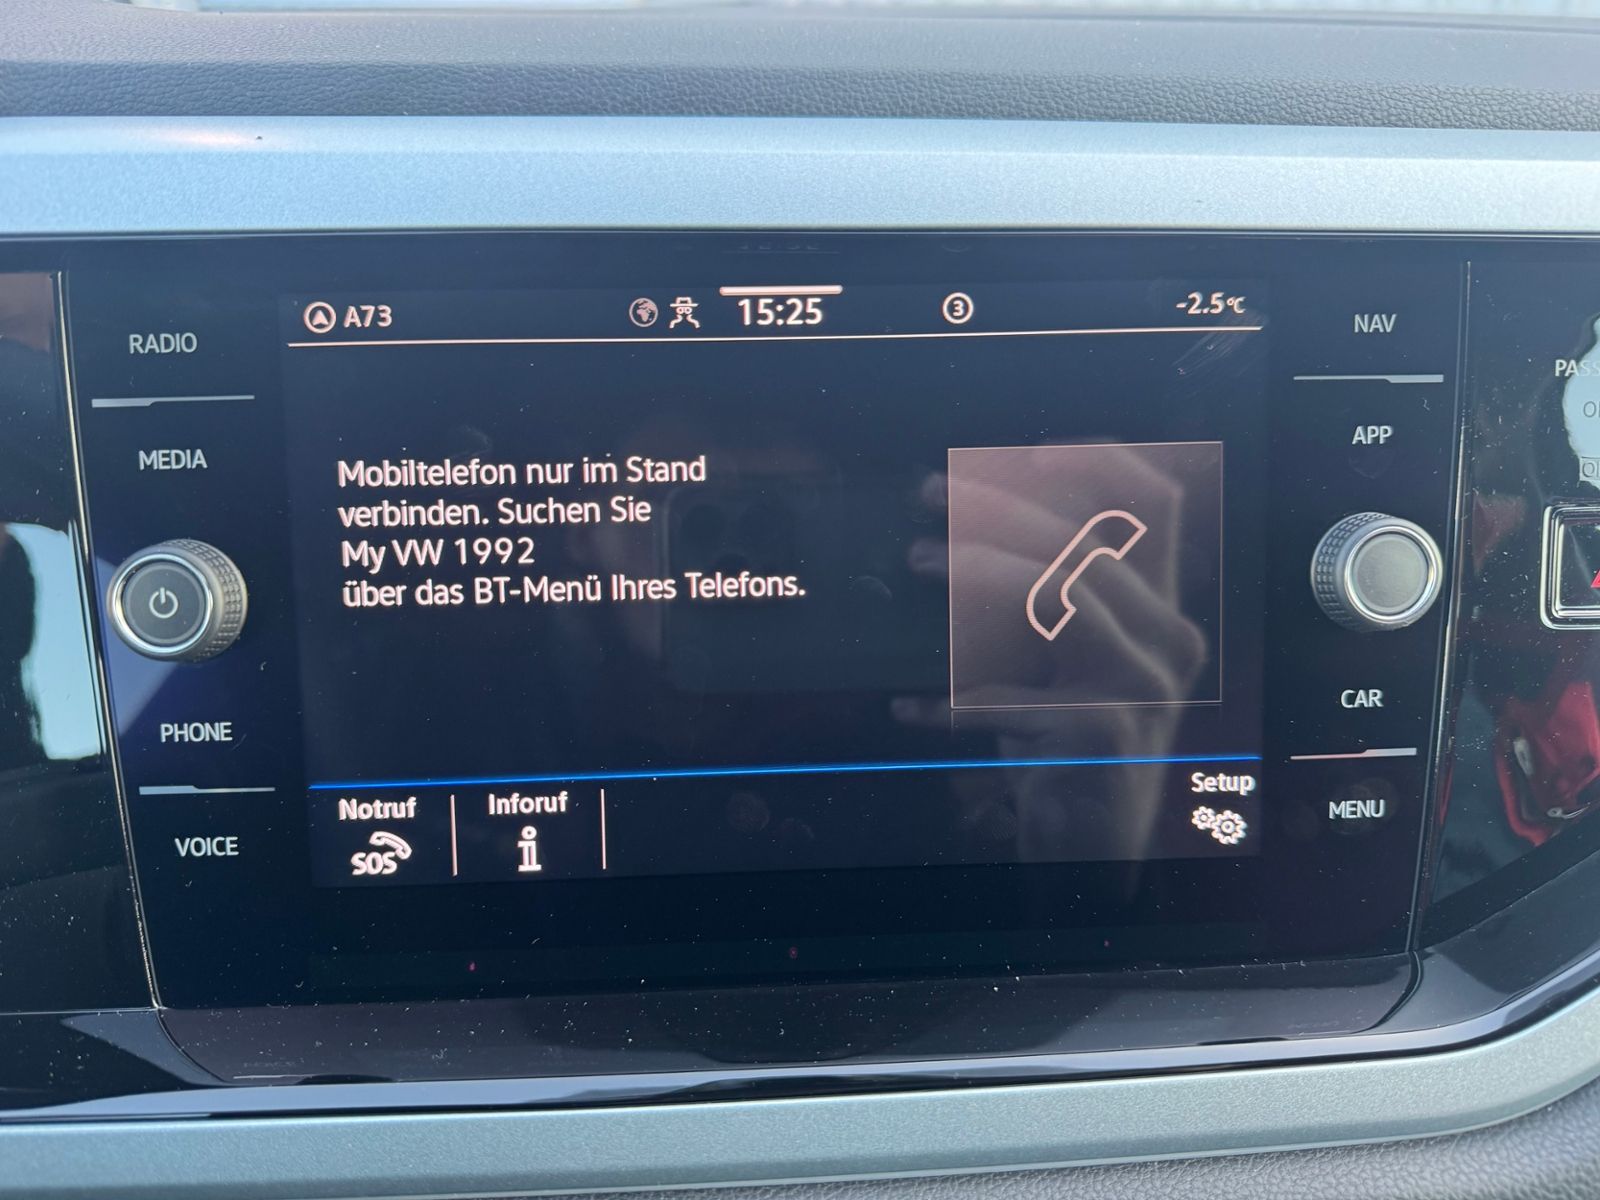 RADIO
MEDIA
PHONE
VOICE
A73
15:25
3
-2.5°C
Mobiltelefon nur im Stand
verbinden. Suchen Sie
My VW 1992
über das BT-Menü Ihres Telefons.
Notruf
SOS
Inforuf
i
Setup
NAV
APP
CAR
MENU